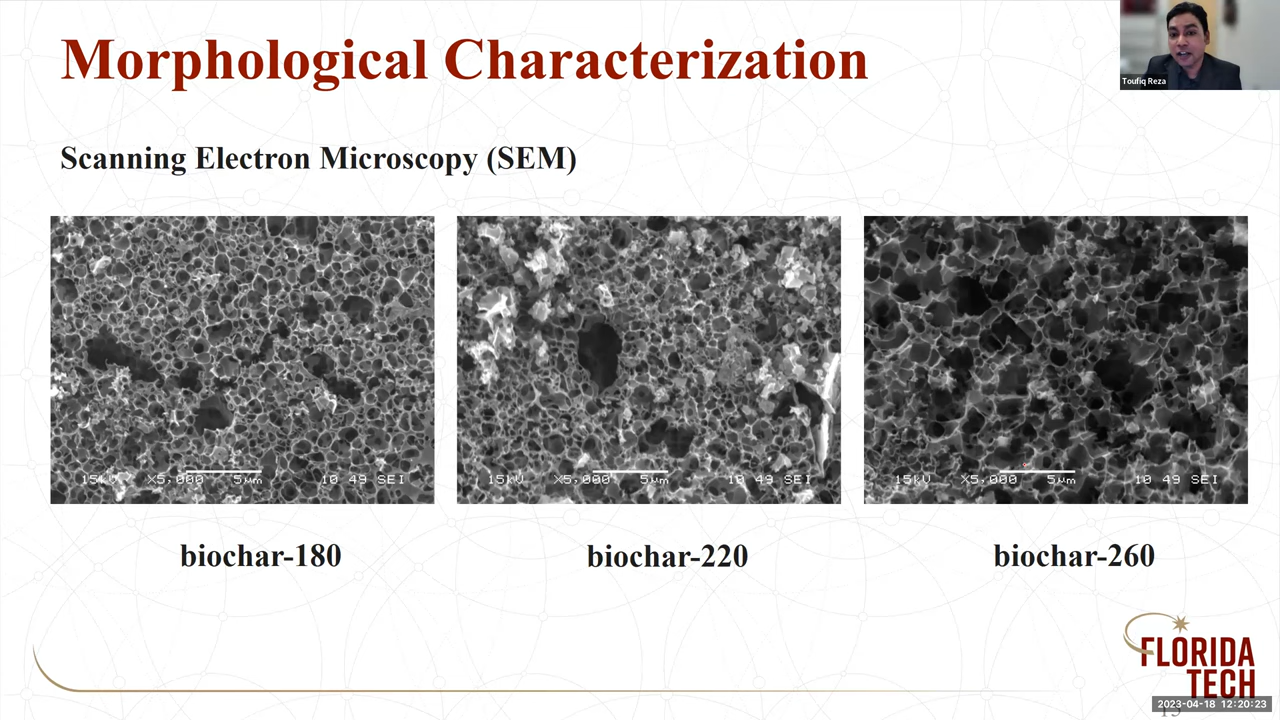 Morphological Characterization
Toufiq Reza
Scanning Electron Microscopy (SEM)
15kV X5,000 5µm 10 49 SEI
15kV X5,000 5µm 10 49 SEI
15kV X5,000 5µm 10 49 SEI
biochar-180
biochar-220
biochar-260
FLORIDA
TECH
2023-04-18 12:20:23